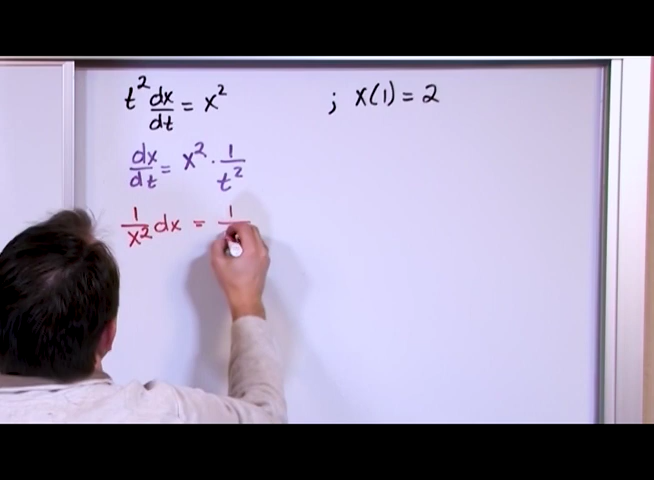 t² dx/dt = x² ; x(1) = 2
dx/dt = x² · 1/t²
1/x² dx = 1/